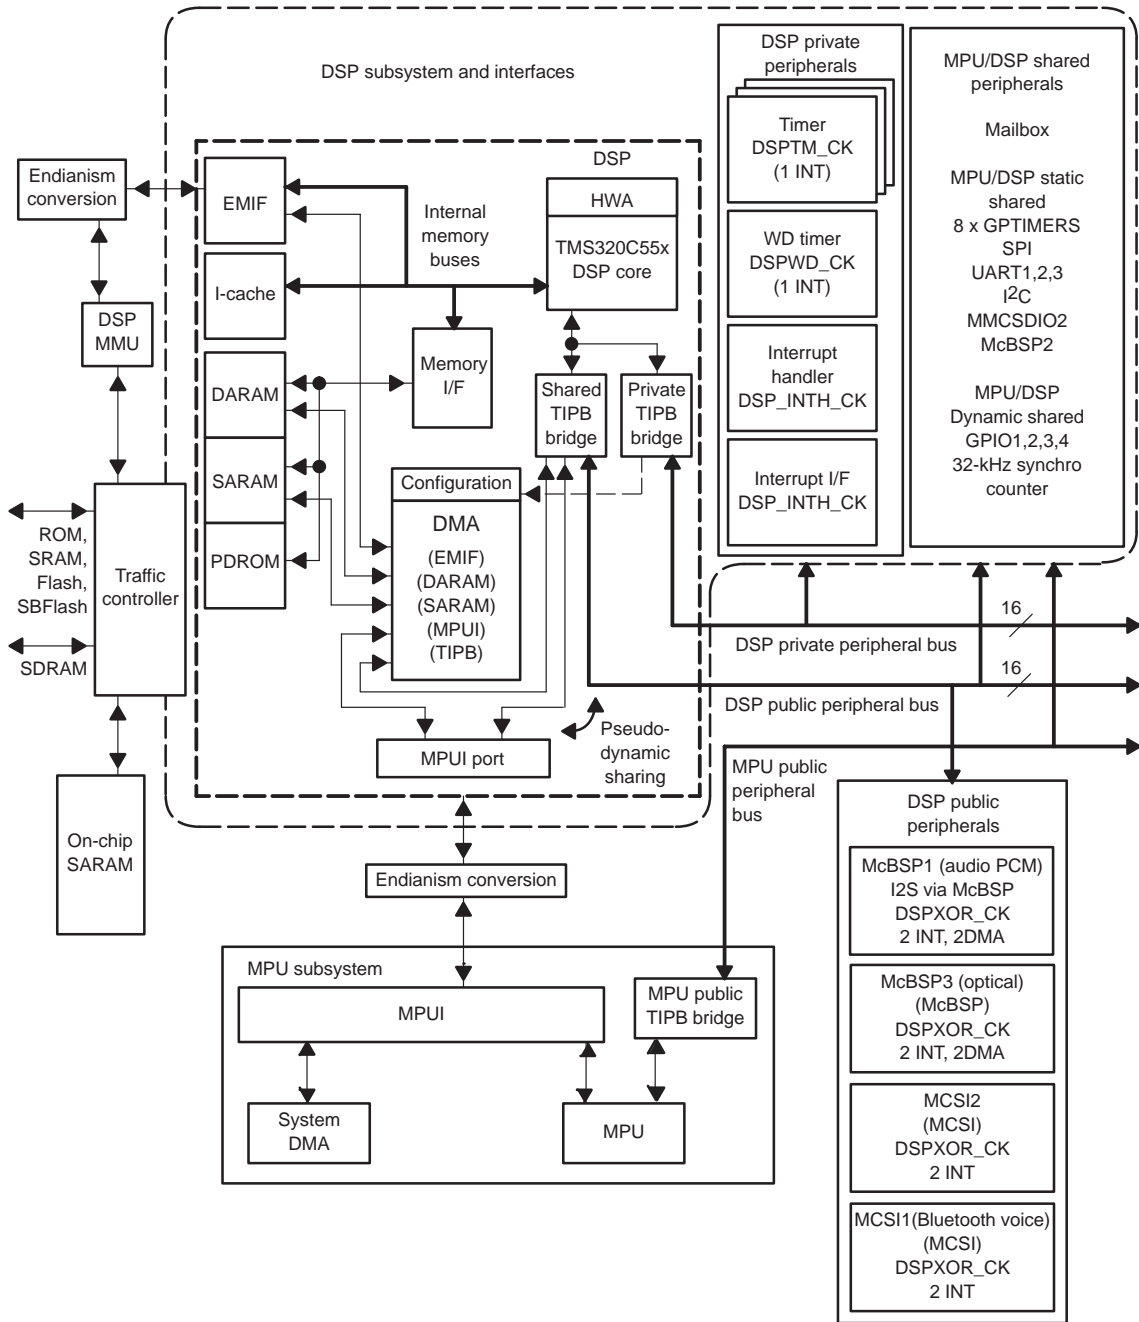 DSP subsystem and interfaces
DSP private
peripherals
Timer
DSPTM_CK
(1 INT)
WD timer
DSPWD_CK
(1 INT)
Interrupt
handler
DSP_INTH_CK
Interrupt I/F
DSP_INTH_CK
MPU/DSP shared
peripherals
Mailbox
MPU/DSP static
shared
8 x GPTIMERS
SPI
UART1,2,3
I2C
MMCSDIO2
McBSP2
MPU/DSP
Dynamic shared
GPIO1,2,3,4
32-kHz synchro
counter
Endianism
conversion
DSP
MMU
ROM,
SRAM,
Flash,
SBFlash
SDRAM
Traffic
controller
On-chip
SARAM
DSP
EMIF
I-cache
DARAM
SARAM
PDROM
Internal
memory
buses
HWA
TMS320C55x
DSP core
Memory
I/F
Shared
TIPB
bridge
Private
TIPB
bridge
Configuration
DMA
(EMIF)
(DARAM)
(SARAM)
(MPUI)
(TIPB)
MPUI port
Pseudo-
dynamic
sharing
16
DSP private peripheral bus
16
DSP public peripheral bus
MPU public
peripheral
bus
Endianism conversion
MPU subsystem
MPUI
MPU public
TIPB bridge
System
DMA
MPU
DSP public
peripherals
McBSP1 (audio PCM)
I2S via McBSP
DSPXOR_CK
2 INT, 2DMA
McBSP3 (optical)
(McBSP)
DSPXOR_CK
2 INT, 2DMA
MCSI2
(MCSI)
DSPXOR_CK
2 INT
MCSI1(Bluetooth voice)
(MCSI)
DSPXOR_CK
2 INT